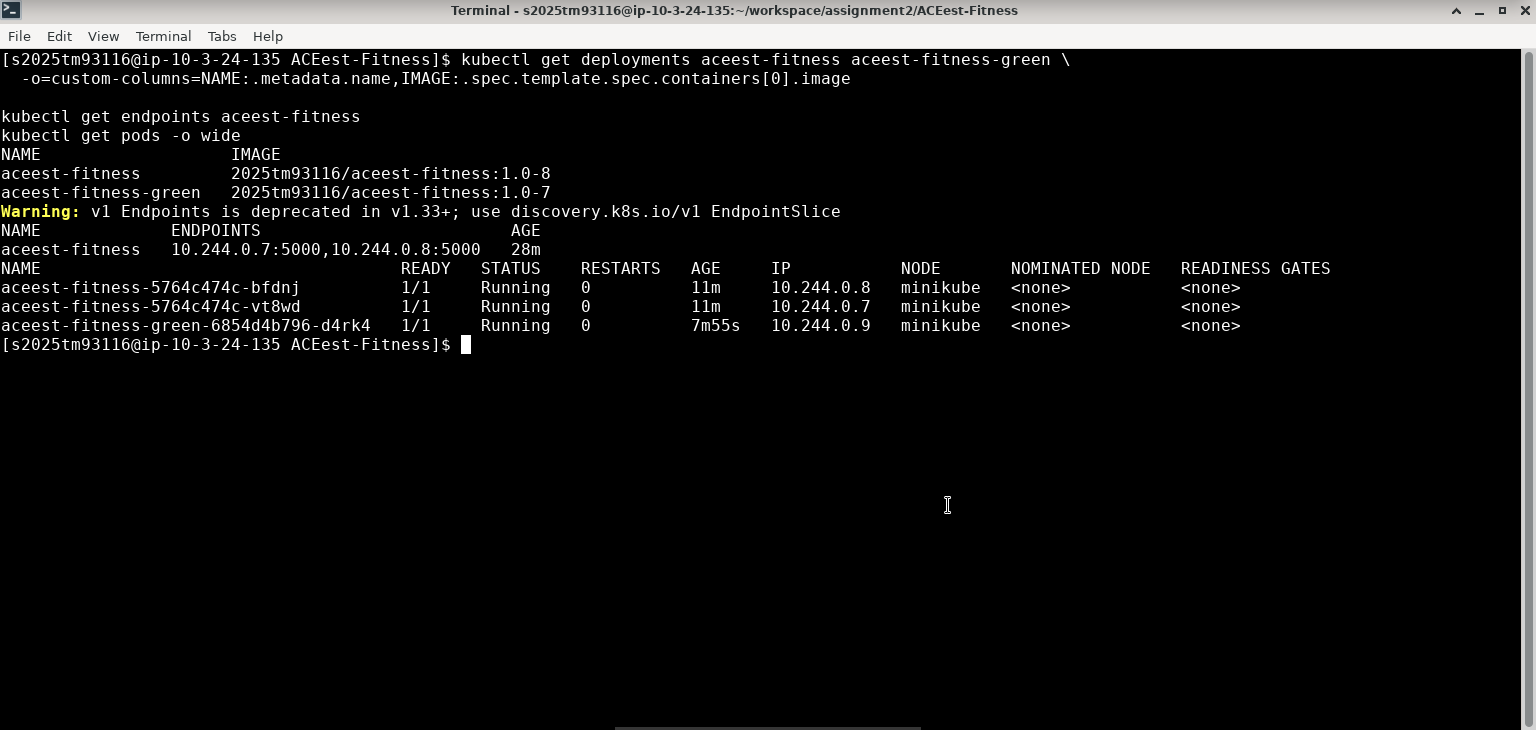 Terminal - s2025tm93116@ip-10-3-24-135:~/workspace/assignment2/ACEest-Fitness
File Edit View Terminal Tabs Help
[s2025tm93116@ip-10-3-24-135 ACEest-Fitness]$ kubectl get deployments aceest-fitness aceest-fitness-green \
  -o=custom-columns=NAME:.metadata.name,IMAGE:.spec.template.spec.containers[0].image

kubectl get endpoints aceest-fitness
kubectl get pods -o wide
NAME                   IMAGE
aceest-fitness         2025tm93116/aceest-fitness:1.0-8
aceest-fitness-green   2025tm93116/aceest-fitness:1.0-7
Warning: v1 Endpoints is deprecated in v1.33+; use discovery.k8s.io/v1 EndpointSlice
NAME             ENDPOINTS                         AGE
aceest-fitness   10.244.0.7:5000,10.244.0.8:5000   28m
NAME                                    READY   STATUS    RESTARTS   AGE     IP           NODE       NOMINATED NODE   READINESS GATES
aceest-fitness-5764c474c-bfdnj          1/1     Running   0          11m     10.244.0.8   minikube   <none>           <none>
aceest-fitness-5764c474c-vt8wd          1/1     Running   0          11m     10.244.0.7   minikube   <none>           <none>
aceest-fitness-green-6854d4b796-d4rk4   1/1     Running   0          7m55s   10.244.0.9   minikube   <none>           <none>
[s2025tm93116@ip-10-3-24-135 ACEest-Fitness]$